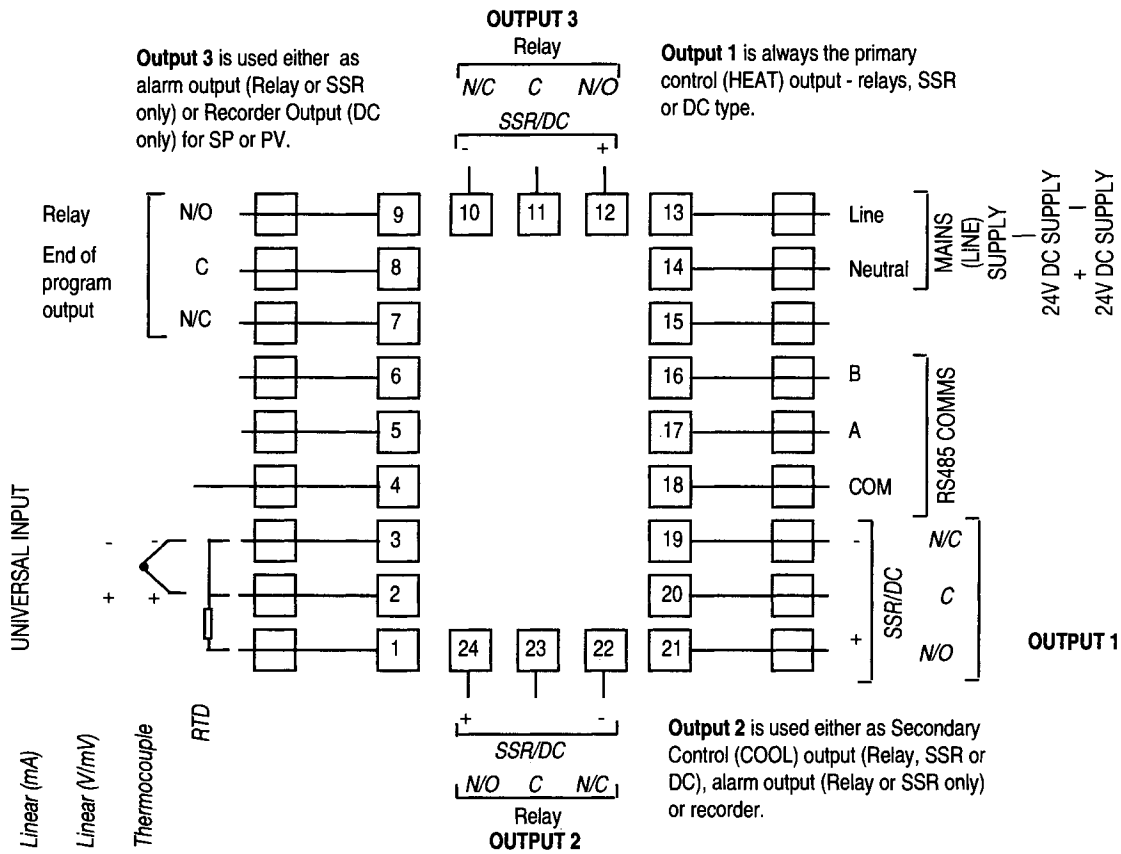 OUTPUT 3
Relay
N/C C N/O
SSR/DC
- +
Output 3 is used either as
alarm output (Relay or SSR
only) or Recorder Output (DC
only) for SP or PV.
Output 1 is always the primary
control (HEAT) output - relays, SSR
or DC type.
Relay
End of
program
output
N/O
C
N/C
9
8
7
6
5
4
3
2
1
10 11 12
13
14
15
16
17
18
19
20
21
24 23 22
Line
Neutral
MAINS
(LINE)
SUPPLY
24V DC SUPPLY
— +
24V DC SUPPLY
B
A
COM
RS485 COMMS
-
+
SSR/DC
N/C
C
N/O
OUTPUT 1
UNIVERSAL INPUT
- -
+ +
Linear (mA)
Linear (V/mV)
Thermocouple
RTD
+ -
SSR/DC
N/O C N/C
Relay
OUTPUT 2
Output 2 is used either as Secondary
Control (COOL) output (Relay, SSR or
DC), alarm output (Relay or SSR only)
or recorder.